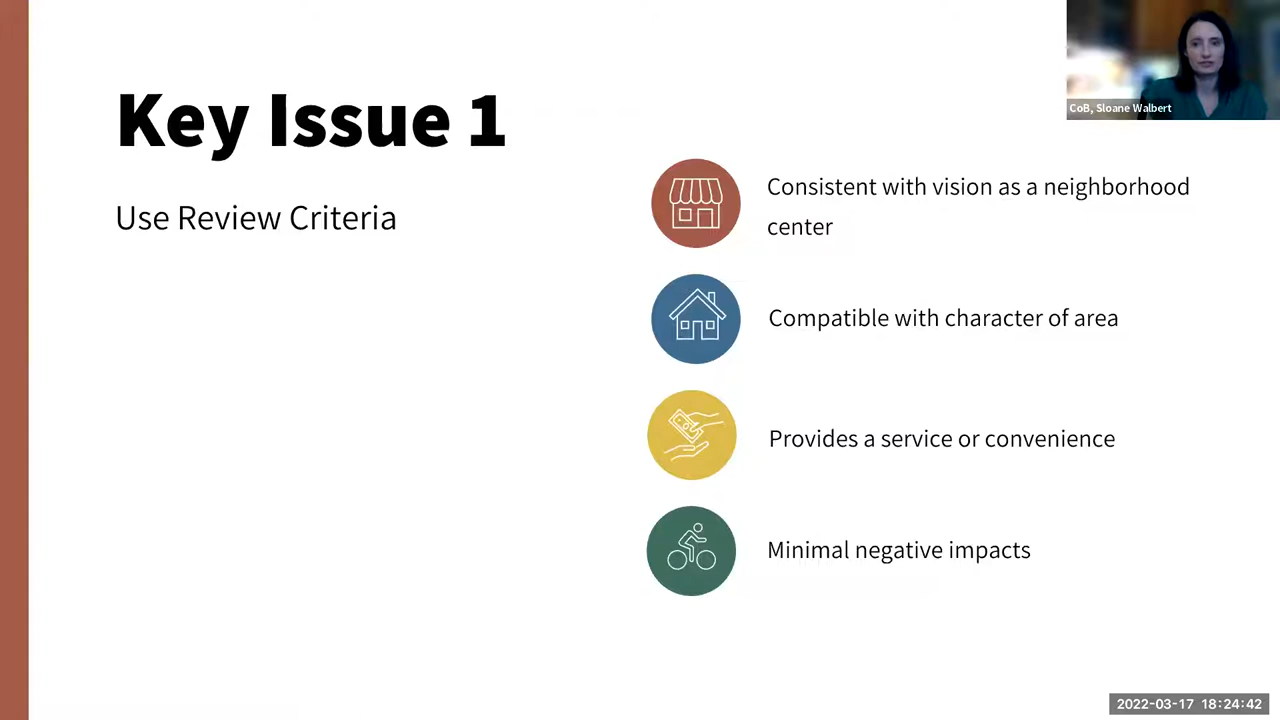 Key Issue 1
Use Review Criteria
Consistent with vision as a neighborhood
center
Compatible with character of area
Provides a service or convenience
Minimal negative impacts
CoB, Sloane Walbert
2022-03-17 18:24:42